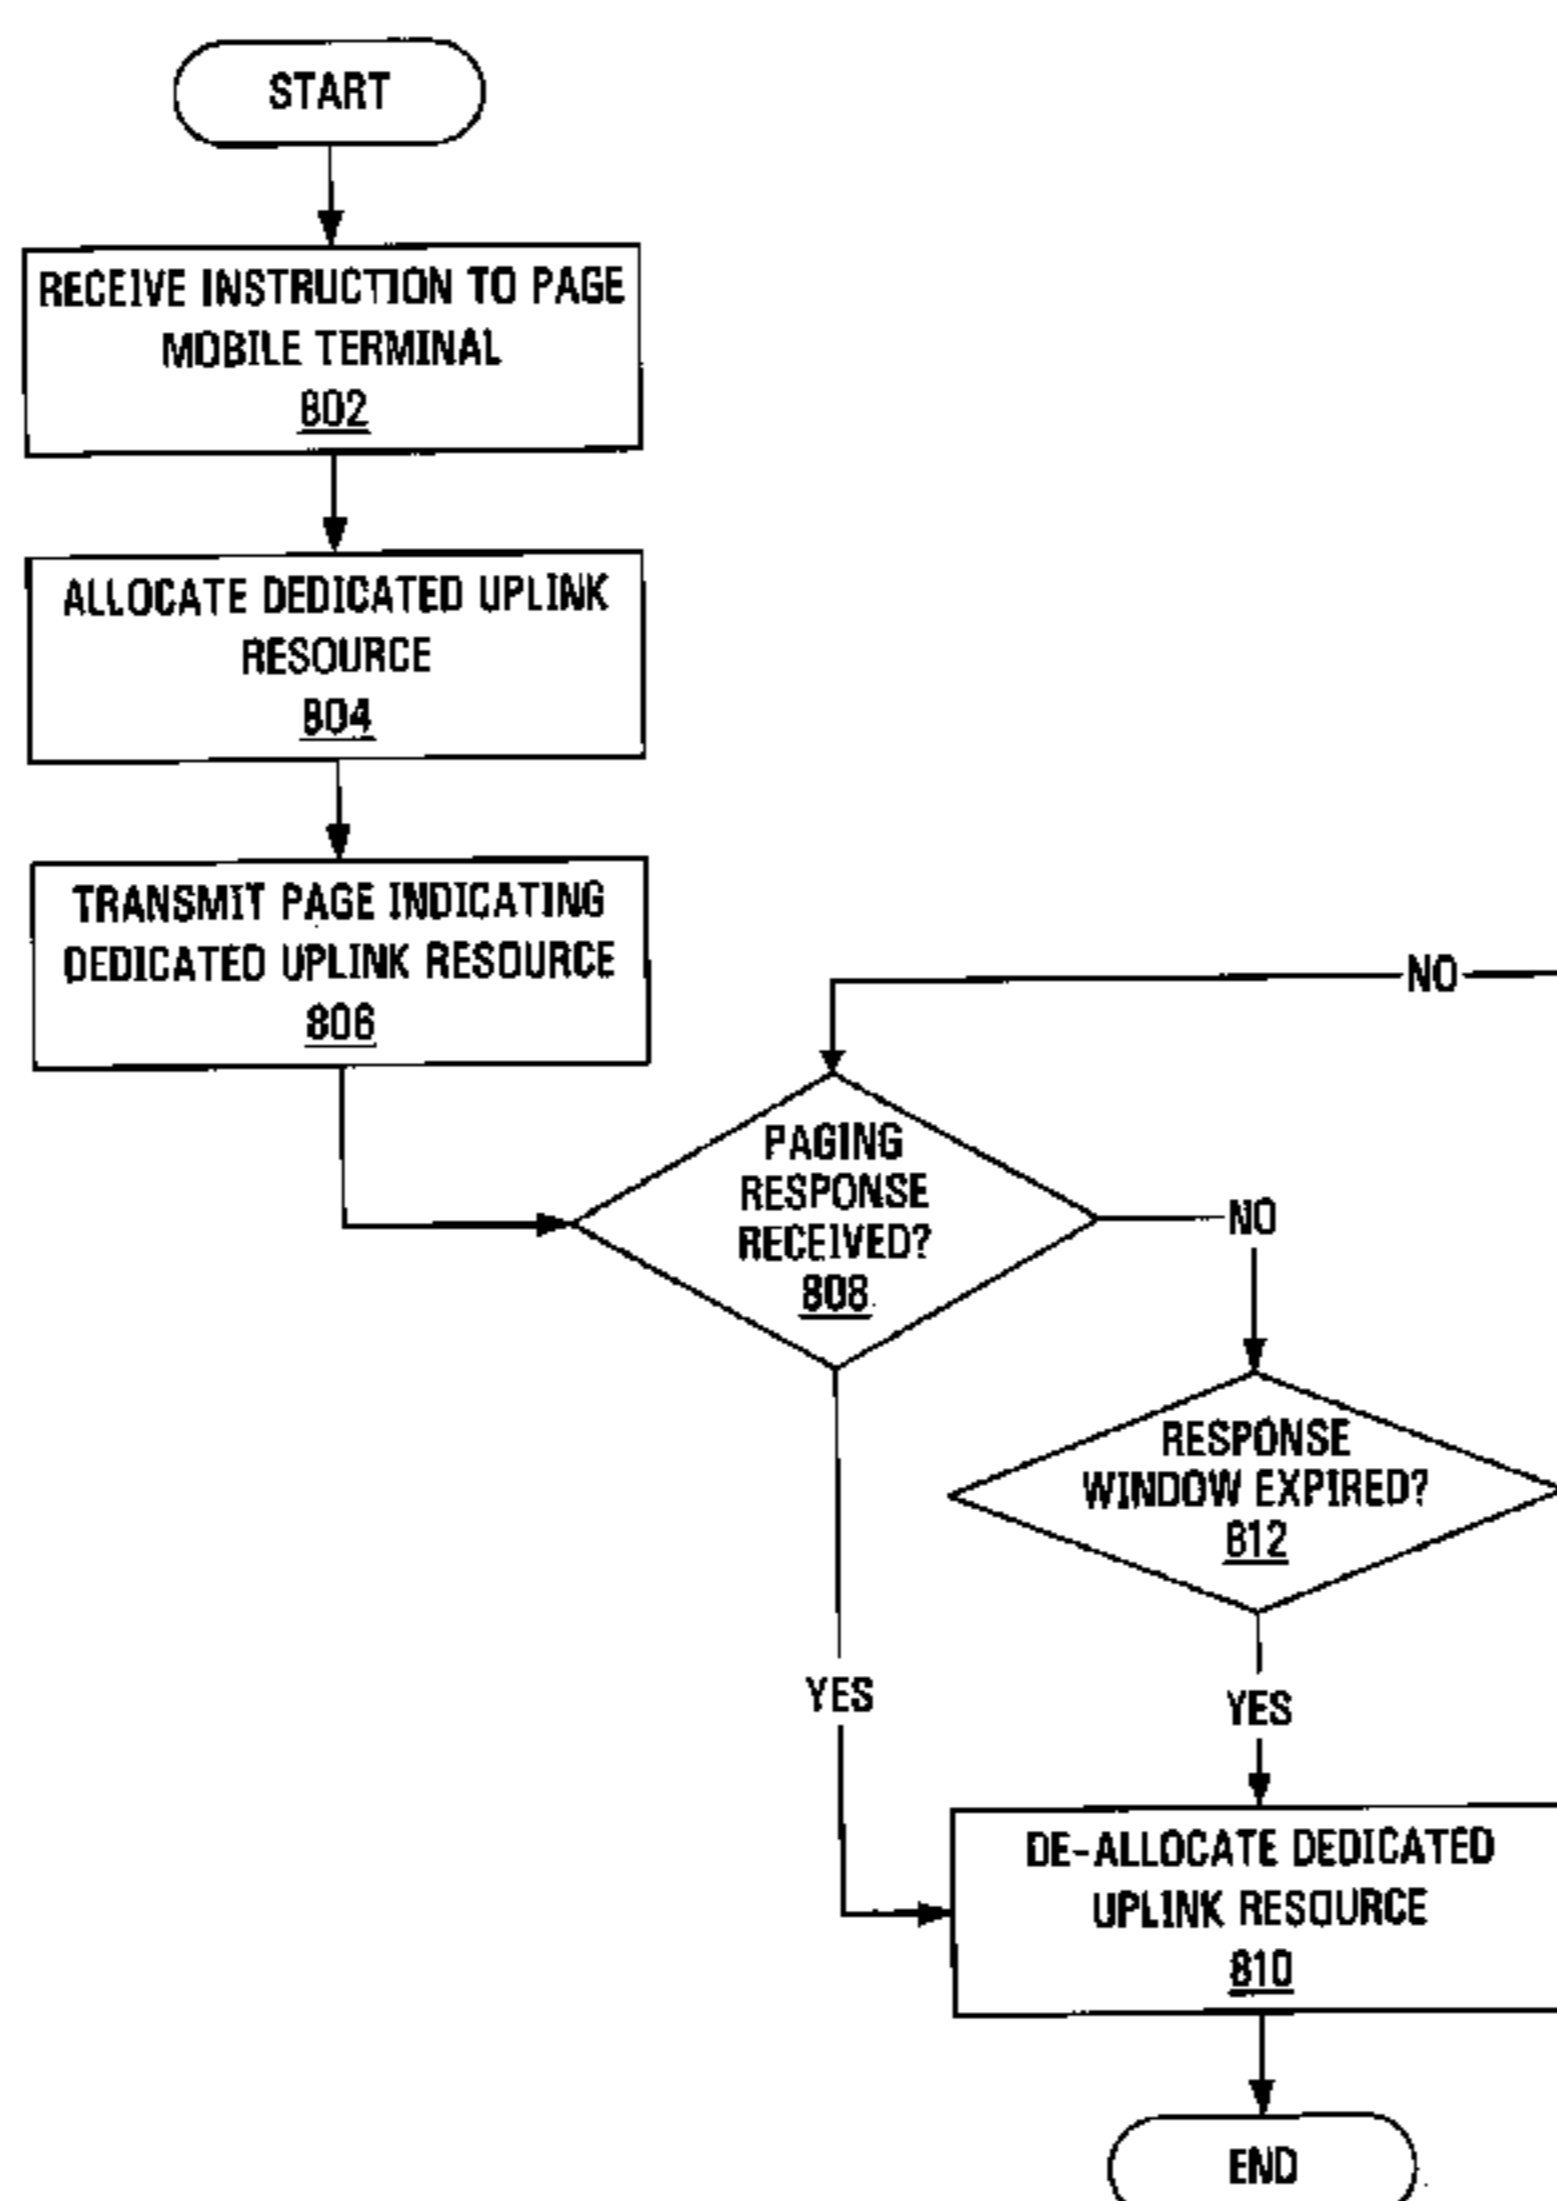 START
RECEIVE INSTRUCTION TO PAGE
MOBILE TERMINAL
802
ALLOCATE DEDICATED UPLINK
RESOURCE
804
TRANSMIT PAGE INDICATING
DEDICATED UPLINK RESOURCE
806
NO
PAGING
RESPONSE
RECEIVED?
808
NO
RESPONSE
WINDOW EXPIRED?
812
YES
YES
DE-ALLOCATE DEDICATED
UPLINK RESOURCE
810
END